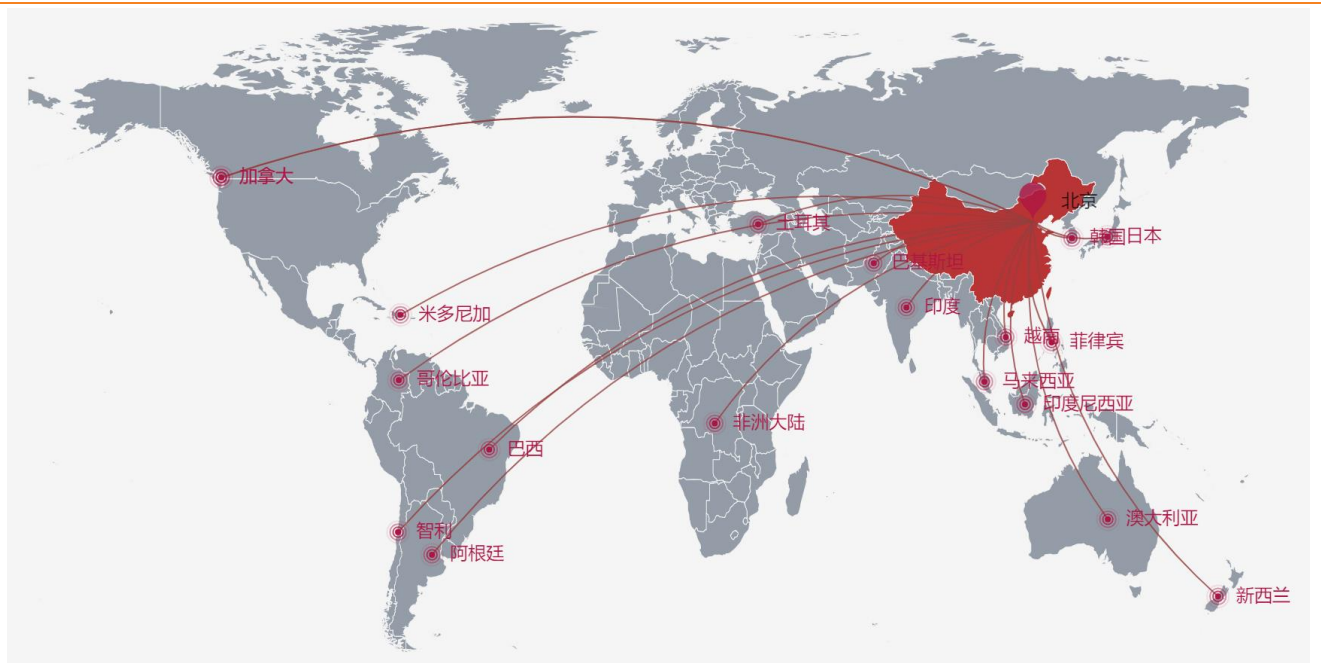 加拿大
北京
土耳其
韩国
日本
巴基斯坦
印度
米多尼加
越南
菲律宾
哥伦比亚
马来西亚
印度尼西亚
非洲大陆
巴西
澳大利亚
智利
阿根廷
新西兰